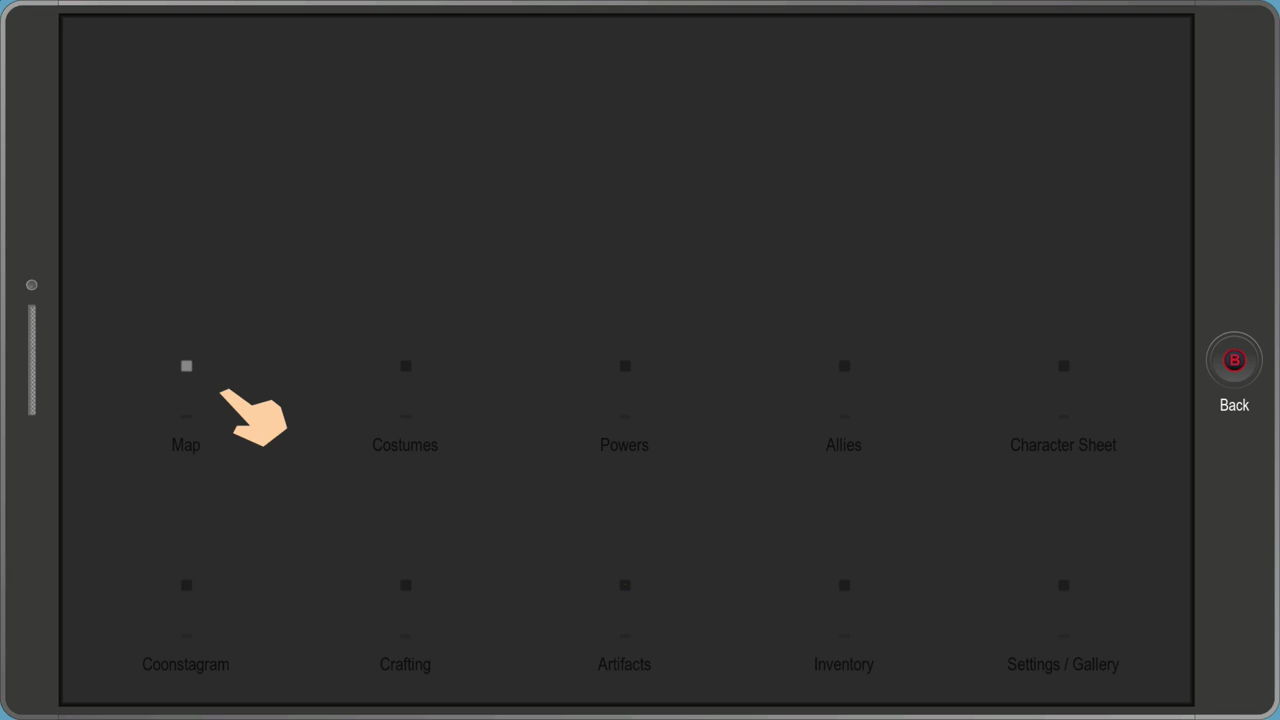 B
Back
Map
Costumes
Powers
Allies
Character Sheet
Coonstagram
Crafting
Artifacts
Inventory
Settings / Gallery